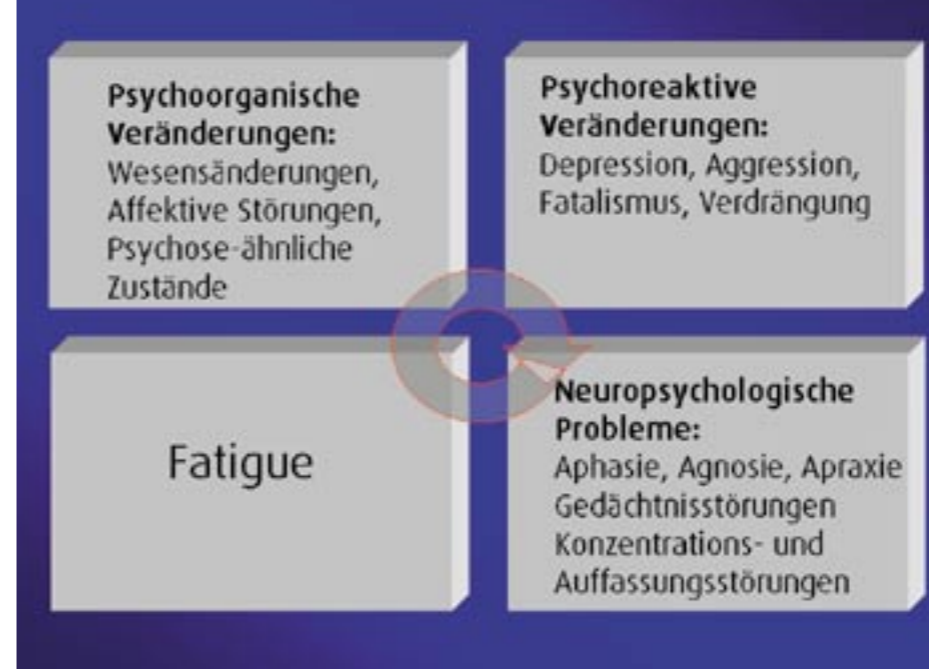 Psychoorganische
Veränderungen:
Wesensänderungen,
Affektive Störungen,
Psychose-ähnliche
Zustände
Psychoreaktive
Veränderungen:
Depression, Aggression,
Fatalismus, Verdrängung
Fatigue
Neuropsychologische
Probleme:
Aphasie, Agnosie, Apraxie
Gedächtnisstörungen
Konzentrations- und
Auffassungsstörungen